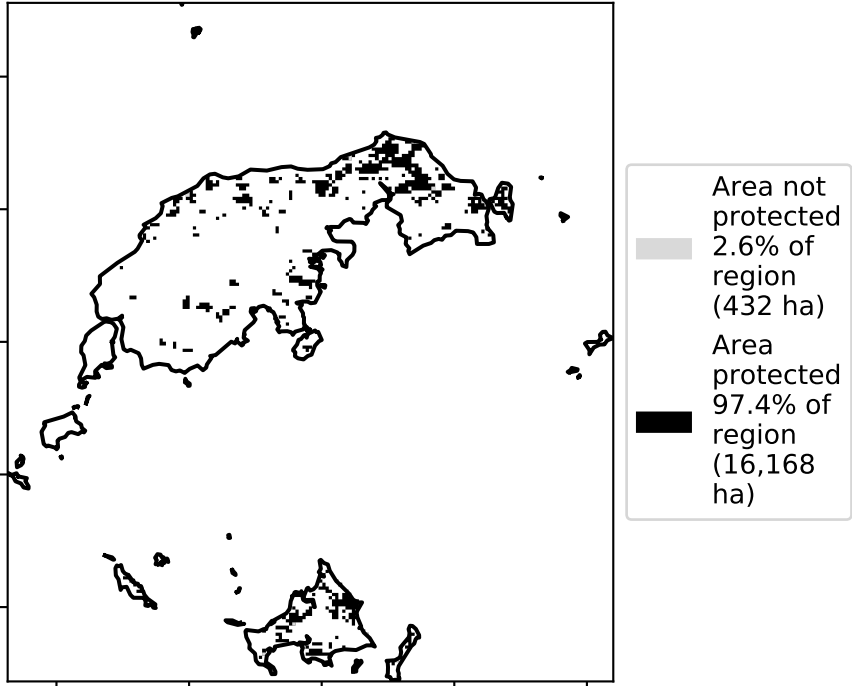 Area not
protected
2.6% of
region
(432 ha)
Area
protected
97.4% of
region
(16,168
ha)